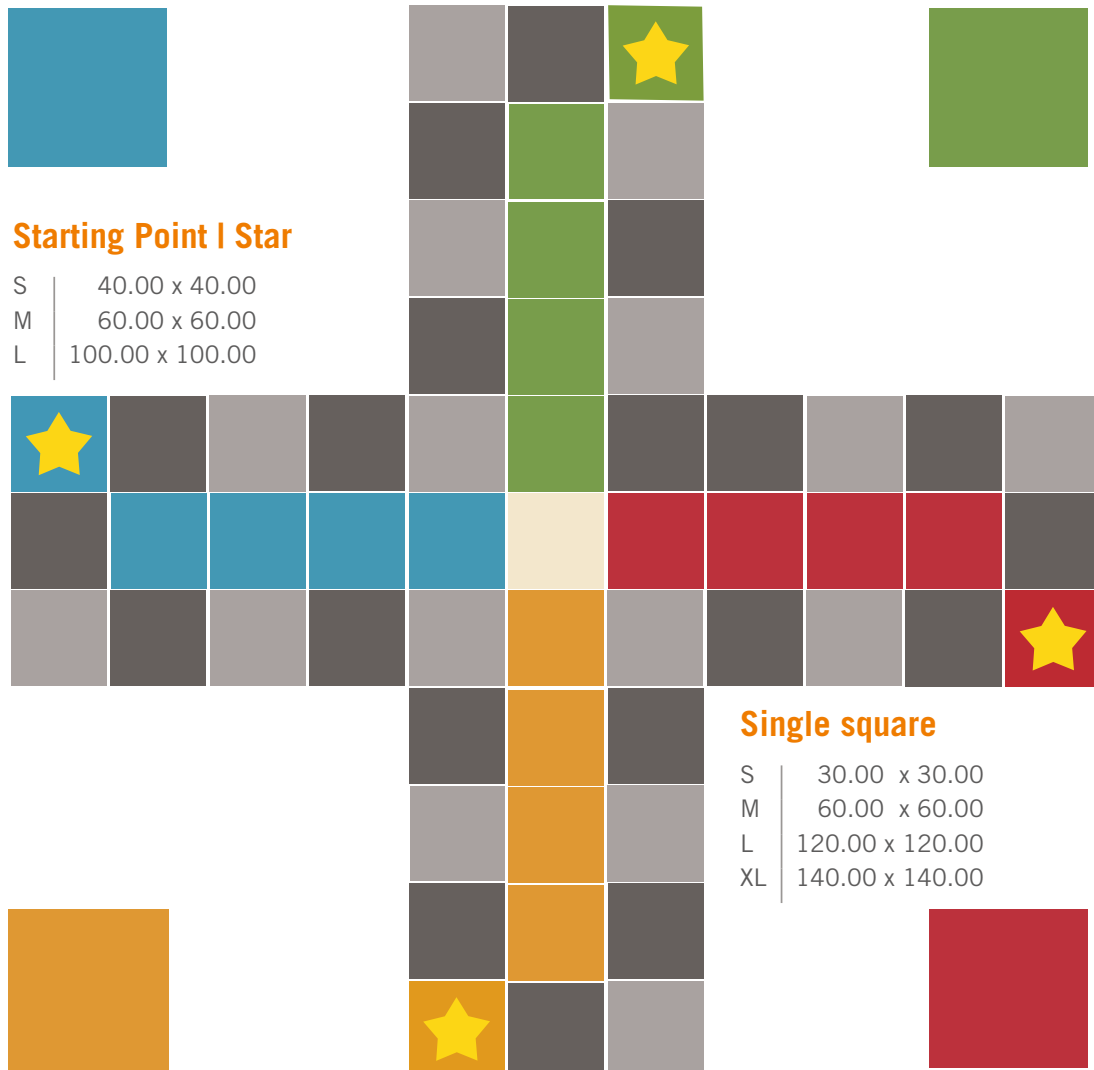 Starting Point | Star
S | 40.00 x 40.00
M | 60.00 x 60.00
L | 100.00 x 100.00
Single square
S | 30.00 x 30.00
M | 60.00 x 60.00
L | 120.00 x 120.00
XL | 140.00 x 140.00